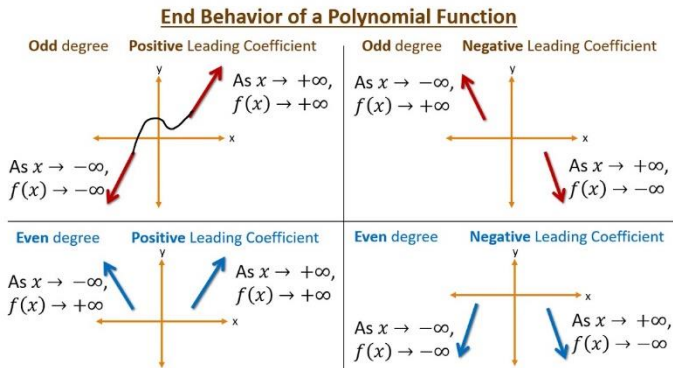 End Behavior of a Polynomial Function
Odd degree Positive Leading Coefficient
y
As x → +∞,
f(x) → +∞
x
As x → −∞,
f(x) → −∞
Odd degree Negative Leading Coefficient
y
As x → −∞,
f(x) → +∞
x
As x → +∞,
f(x) → −∞
Even degree Positive Leading Coefficient
y
As x → −∞,
f(x) → +∞
As x → +∞,
f(x) → +∞
x
Even degree Negative Leading Coefficient
y
x
As x → −∞,
f(x) → −∞
As x → +∞,
f(x) → −∞